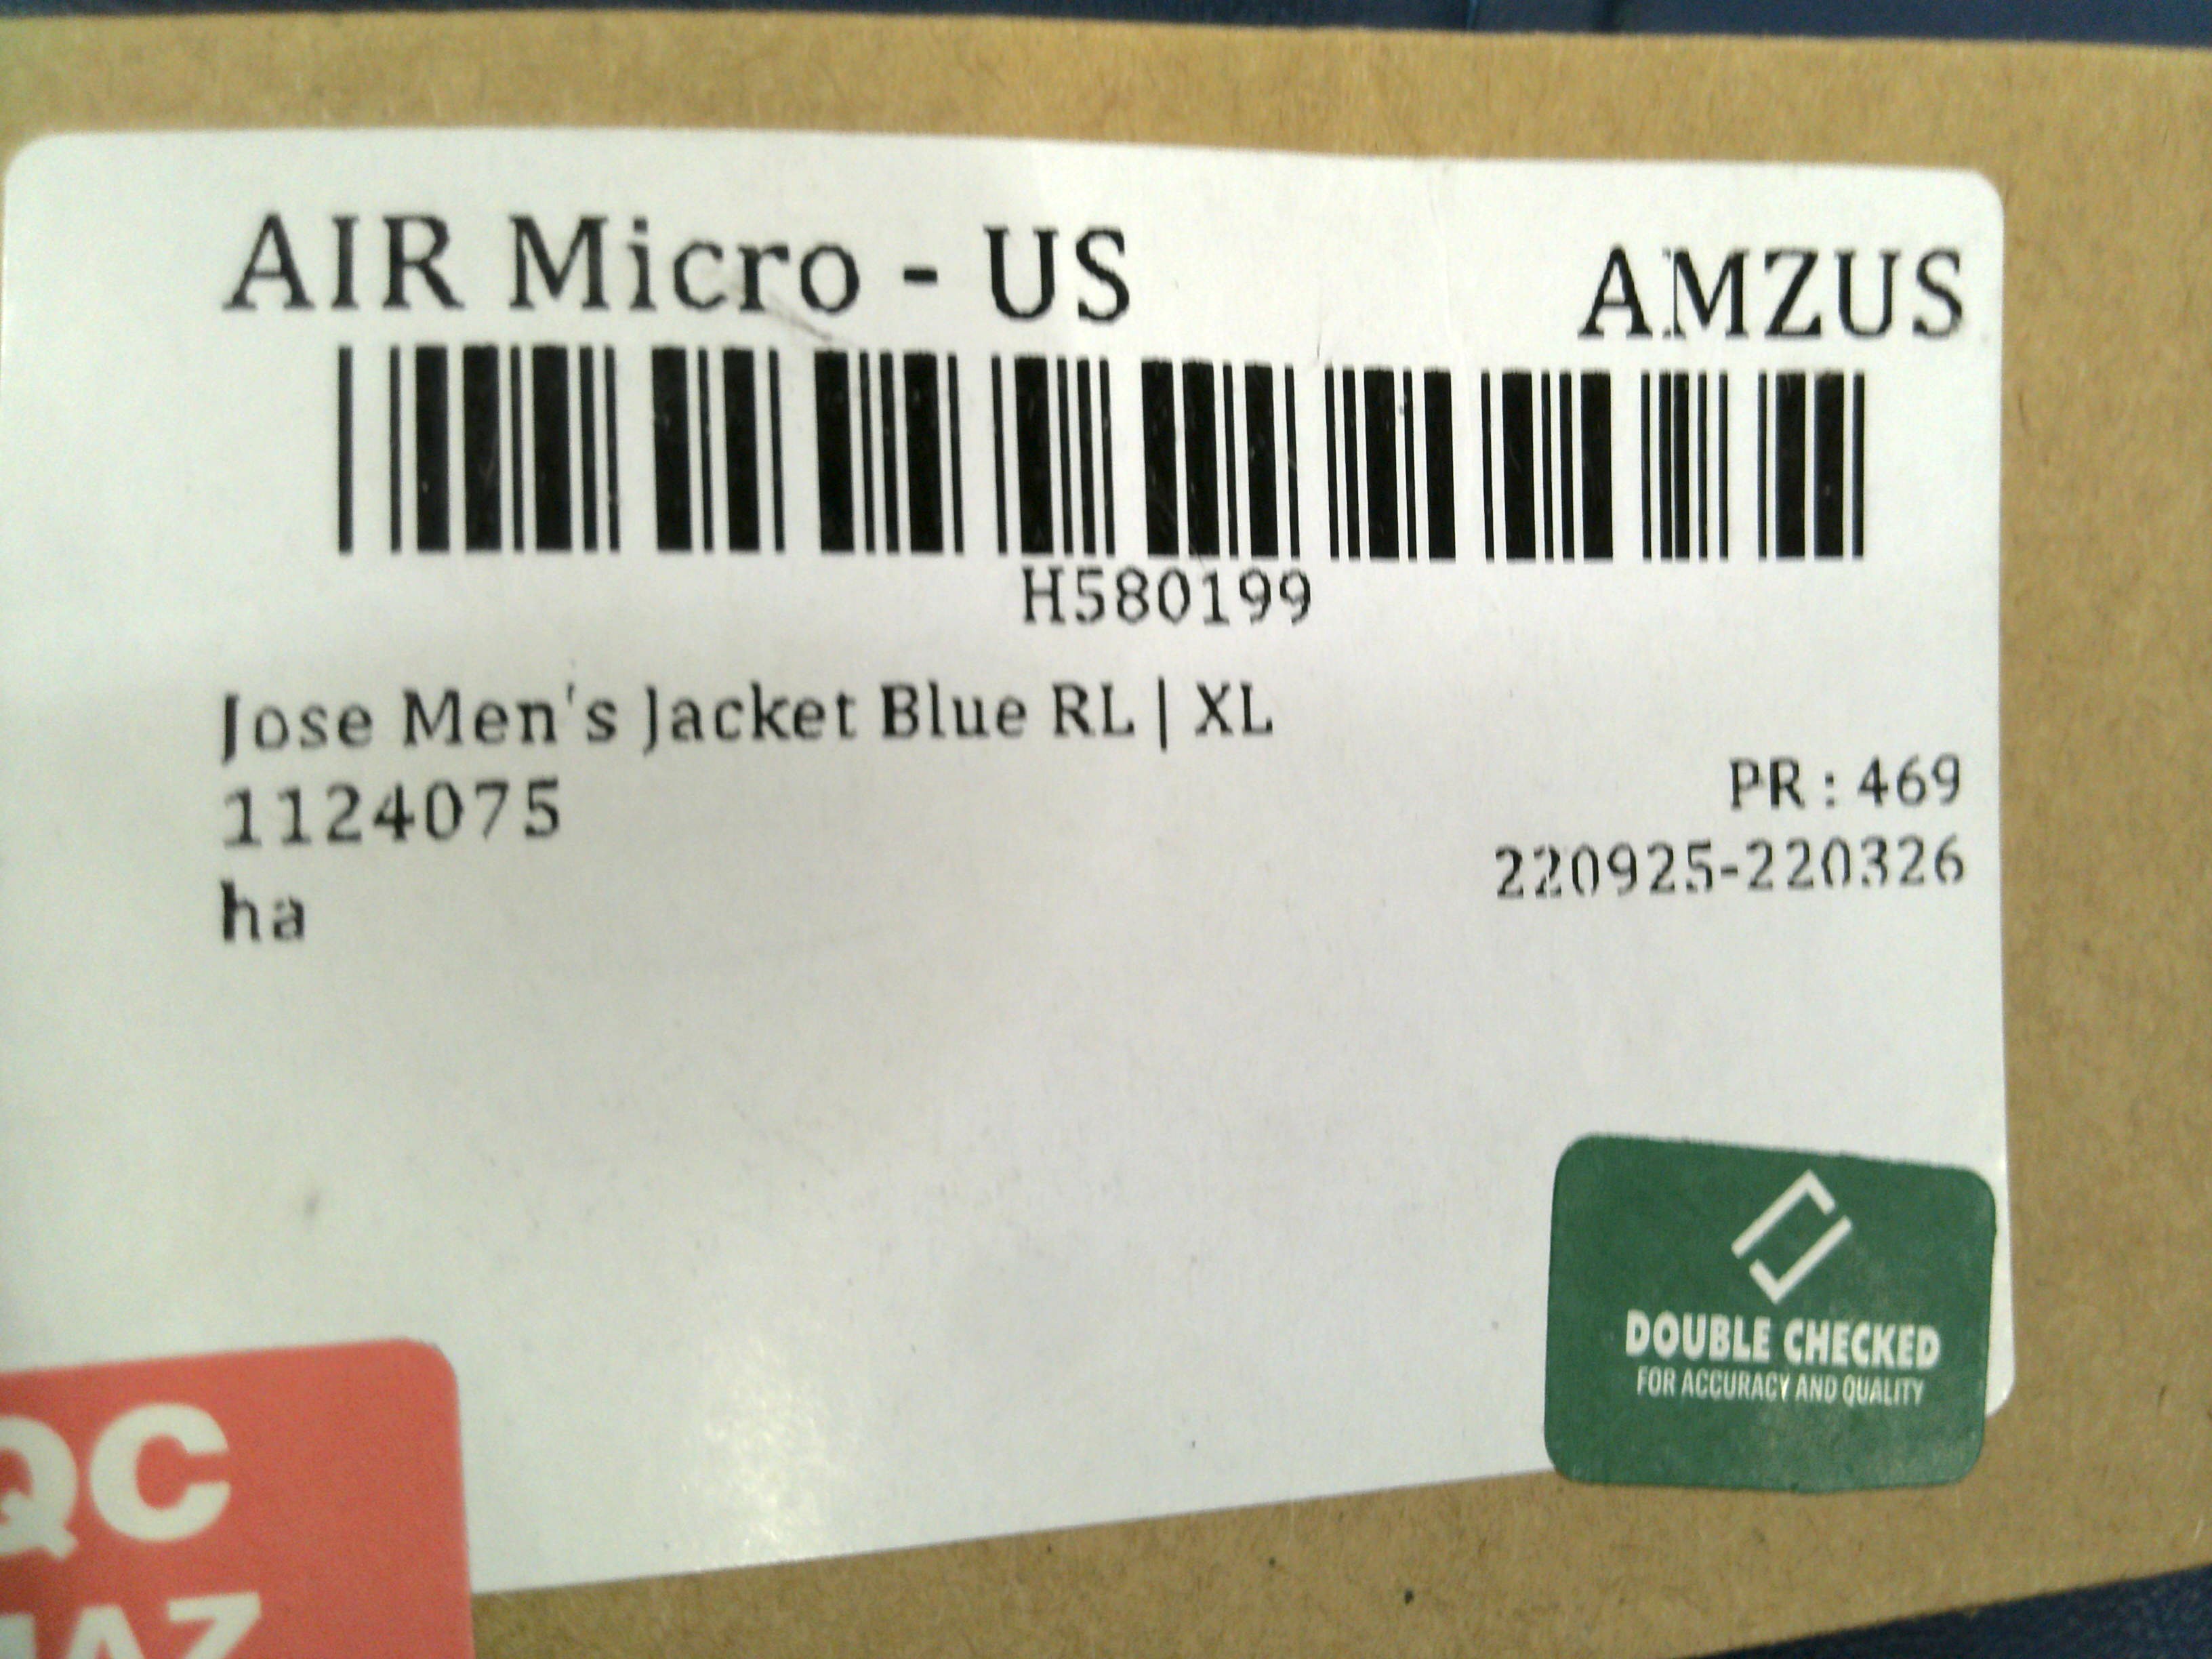 AIR Micro - US AMZUS
H580199
Jose Men's Jacket Blue RL | XL
1124075
PR : 469
220925-220326
ha
DOUBLE CHECKED
FOR ACCURACY AND QUALITY
QC